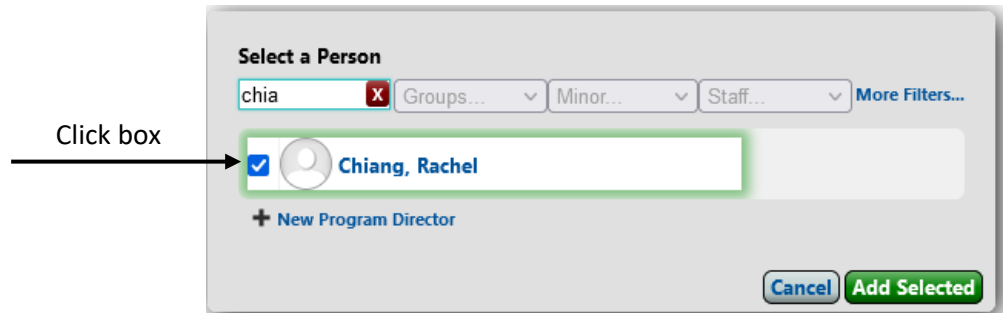 Select a Person
chia X Groups... Minor... Staff... More Filters...
Click box
Chiang, Rachel
+ New Program Director
Cancel Add Selected